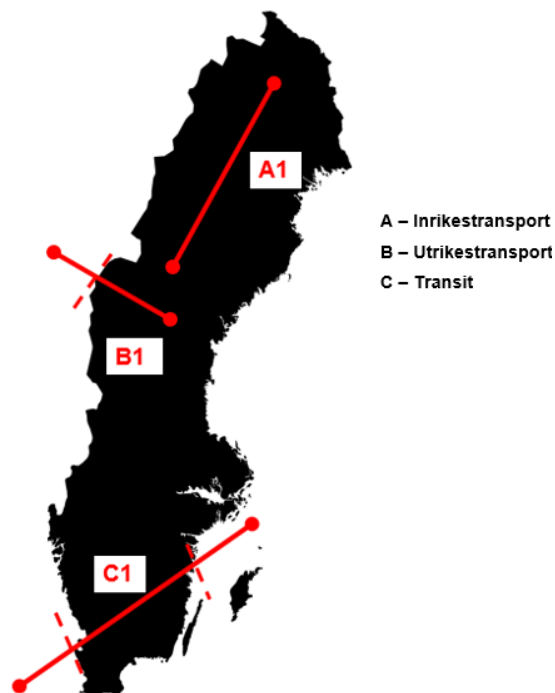 A1
A – Inrikestransport
B – Utrikestransport
C – Transit
B1
C1